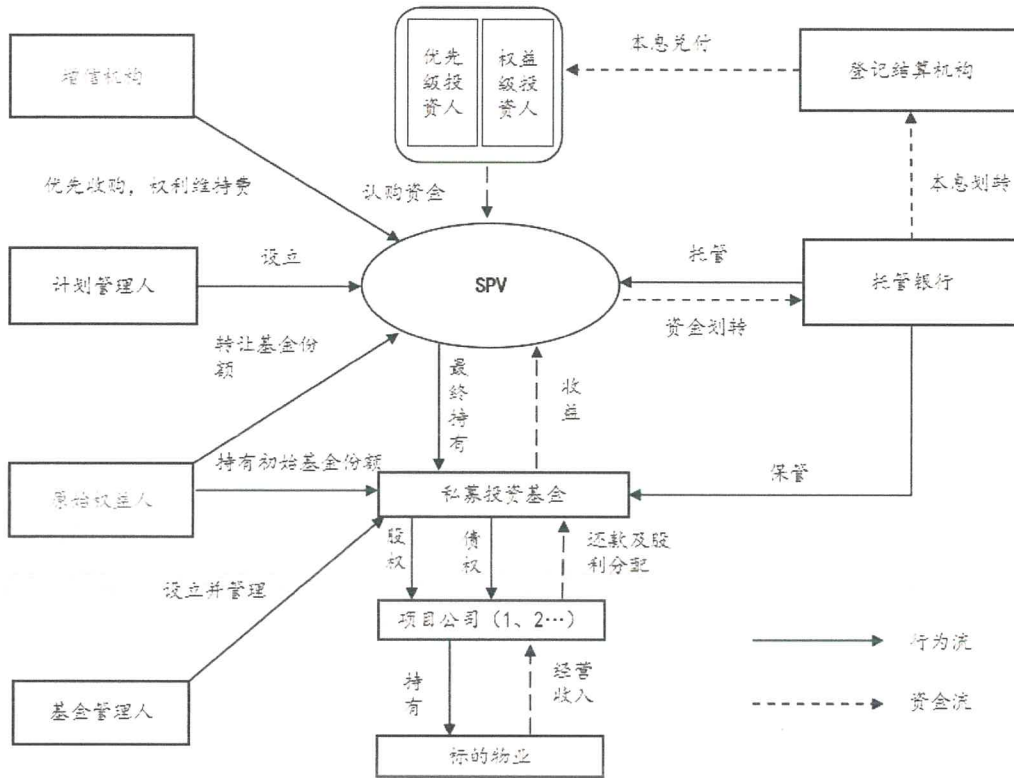 增信机构
优先
级投
资人
权益
级投
资人
本息兑付
登记结算机构
优先收购，权利维持费
认购资金
本息划转
计划管理人
设立
SPV
托管
托管银行
资金划转
转让基金份
额
最
终
持
有
收
益
原始权益人
持有初始基金份额
私募投资基金
保管
股
权
债
权
还款及股
利分配
设立并管理
项目公司（1、2…）
行为流
基金管理人
持
有
经营
收入
资金流
标的物业